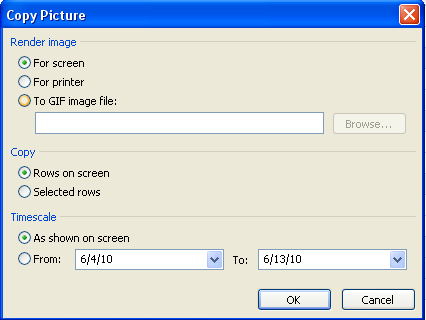 Copy Picture
Render image
For screen
For printer
To GIF image file:
Browse...
Copy
Rows on screen
Selected rows
Timescale
As shown on screen
From: 6/4/10 To: 6/13/10
OK Cancel